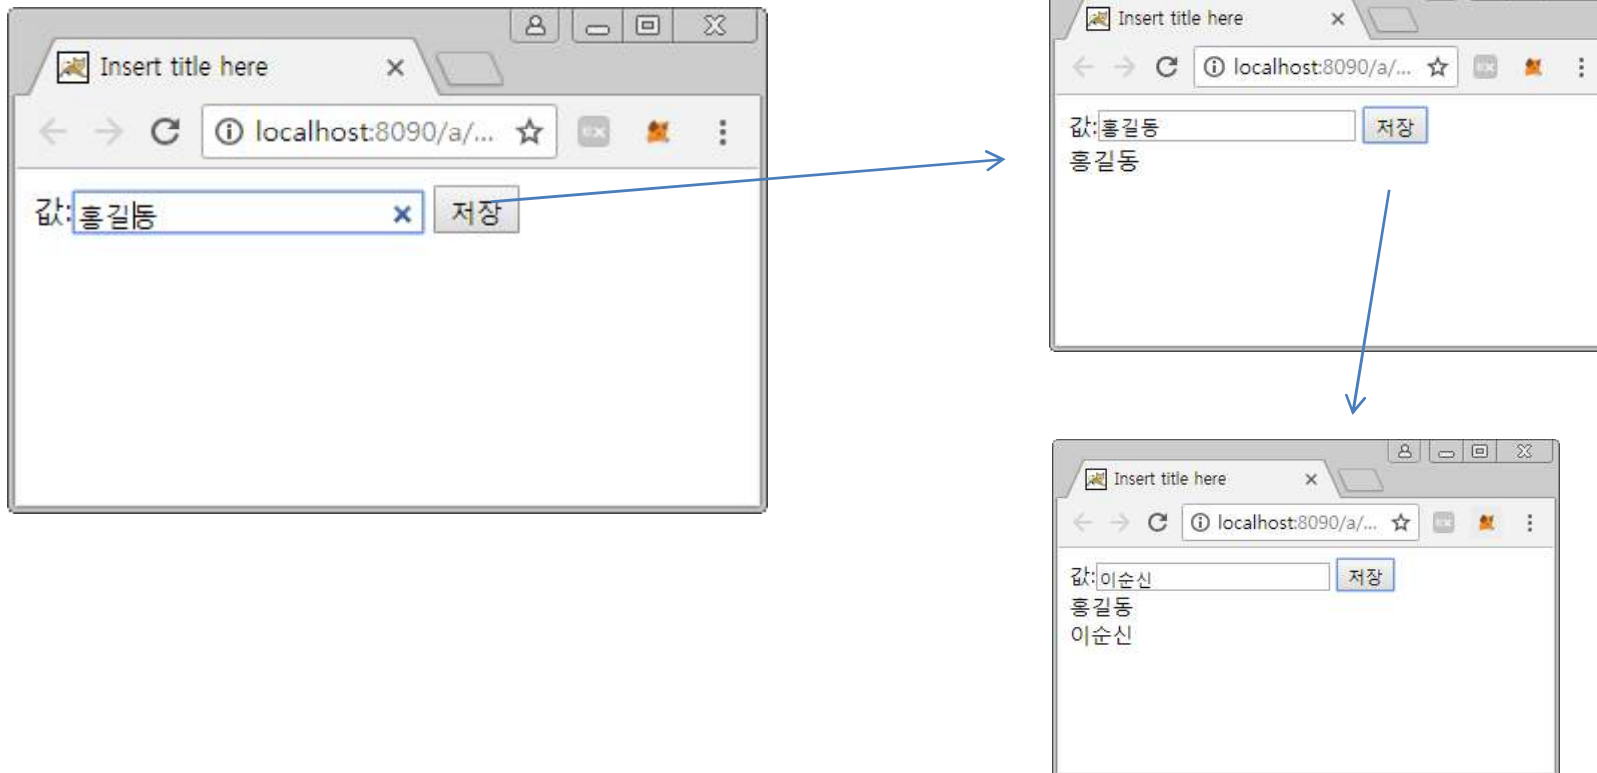 Insert title here
localhost:8090/a/...
값:홍길동 저장
Insert title here
localhost:8090/a/...
값:홍길동 저장
홍길동
Insert title here
localhost:8090/a/...
값:이순신 저장
홍길동
이순신